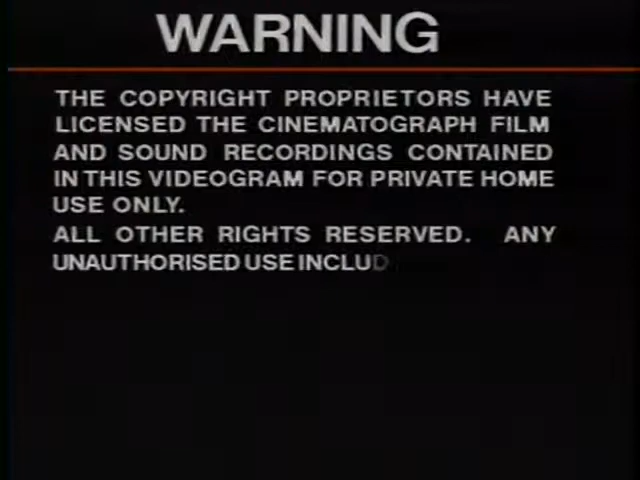 WARNING
THE COPYRIGHT PROPRIETORS HAVE
LICENSED THE CINEMATOGRAPH FILM
AND SOUND RECORDINGS CONTAINED
IN THIS VIDEOGRAM FOR PRIVATE HOME
USE ONLY.
ALL OTHER RIGHTS RESERVED. ANY
UNAUTHORISED USE INCLUD